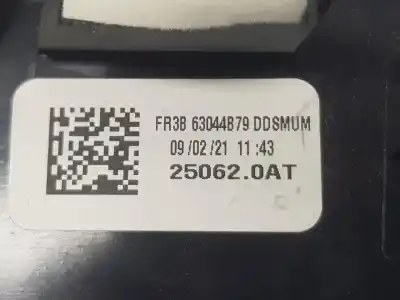 FR3B 63044B79 DDSMUM
09/02/21 11:43
25062.0AT